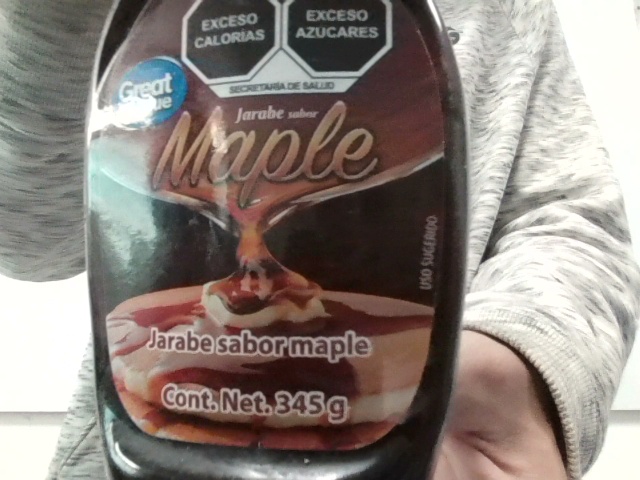 EXCESO
CALORÍAS
EXCESO
AZÚCARES
SECRETARÍA DE SALUD
Great
Jarabe sabor
Maple
USO SUGERIDO
Jarabe sabor maple
Cont. Net. 345 g